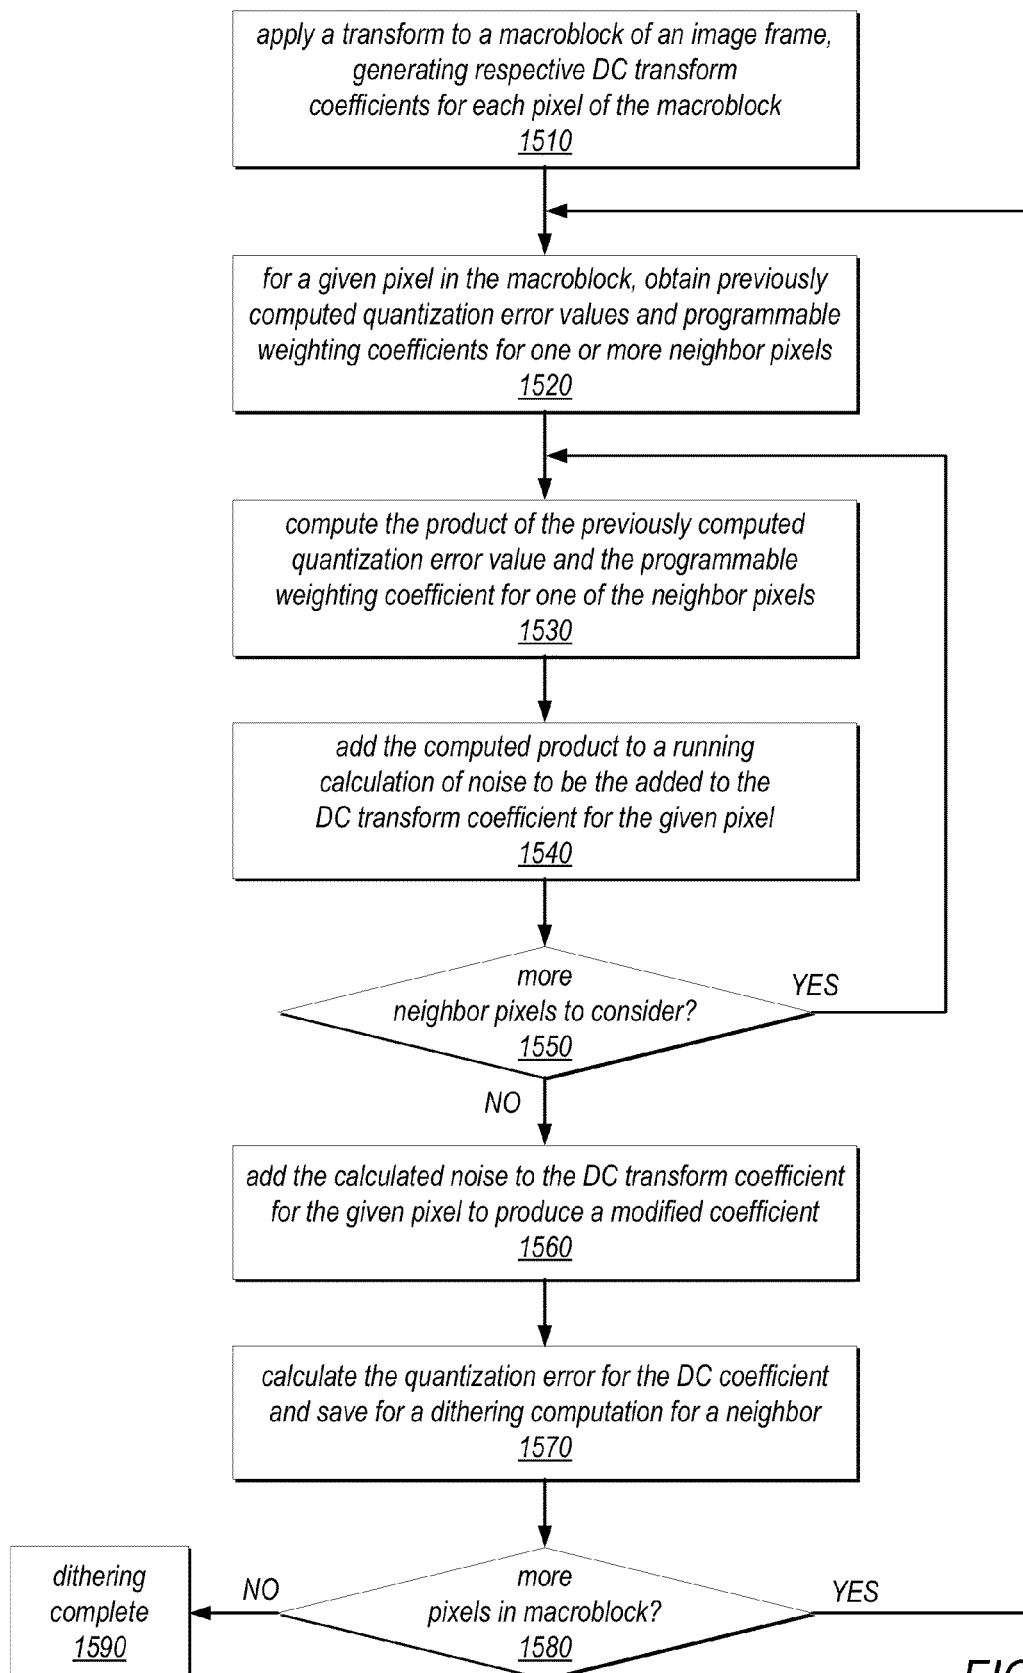 apply a transform to a macroblock of an image frame,
generating respective DC transform
coefficients for each pixel of the macroblock
1510
for a given pixel in the macroblock, obtain previously
computed quantization error values and programmable
weighting coefficients for one or more neighbor pixels
1520
compute the product of the previously computed
quantization error value and the programmable
weighting coefficient for one of the neighbor pixels
1530
add the computed product to a running
calculation of noise to be the added to the
DC transform coefficient for the given pixel
1540
more
neighbor pixels to consider?
1550
YES
NO
add the calculated noise to the DC transform coefficient
for the given pixel to produce a modified coefficient
1560
calculate the quantization error for the DC coefficient
and save for a dithering computation for a neighbor
1570
more
pixels in macroblock?
1580
YES
NO
dithering
complete
1590